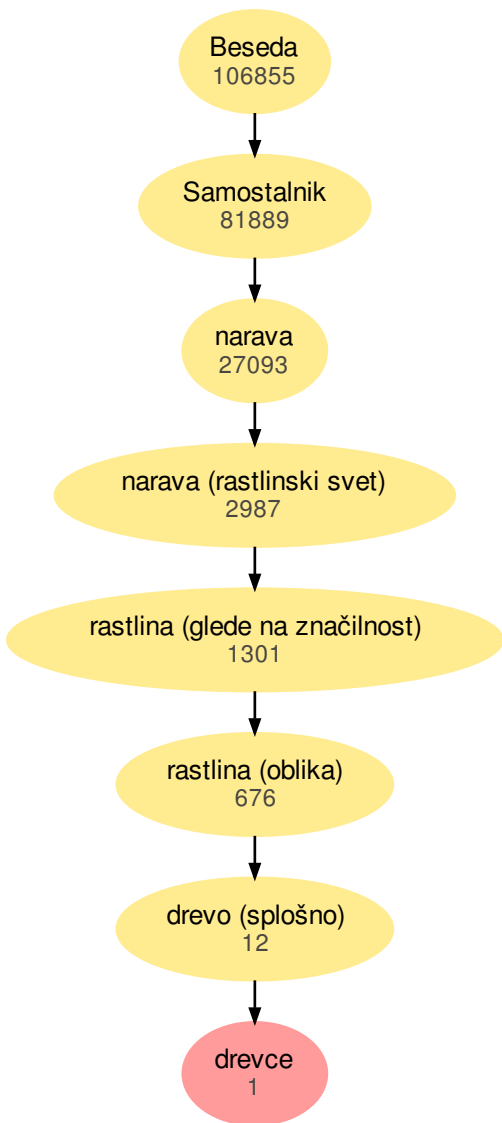 Beseda
106855
Samostalnik
81889
narava
27093
narava (rastlinski svet)
2987
rastlina (glede na značilnost)
1301
rastlina (oblika)
676
drevo (splošno)
12
drevce
1